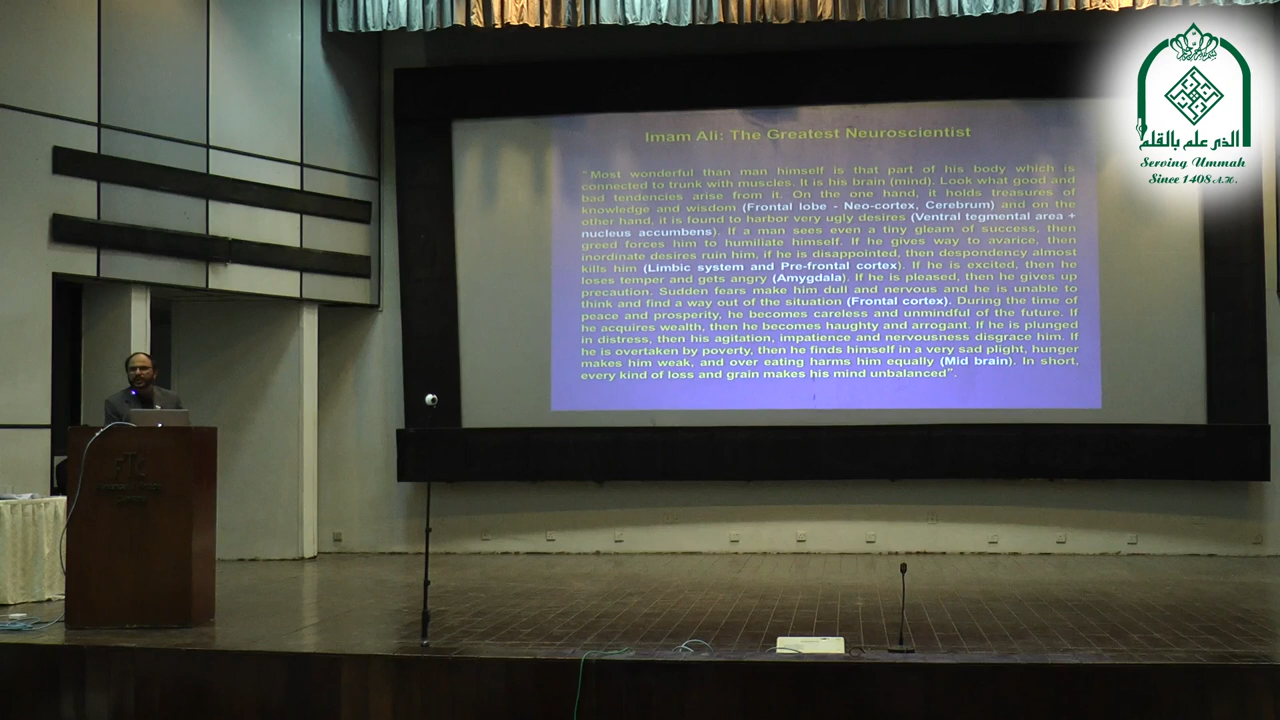 Imam Ali: The Greatest Neuroscientist
"Most wonderful than man himself is that part of his body which is
connected to trunk with muscles. It is his brain (mind). Look what good and
bad tendencies arise from it. On the one hand, it holds treasures of
knowledge and wisdom (Frontal lobe - Neo-cortex, Cerebrum) and on the
other hand, it is found to harbor very ugly desires (Ventral tegmental area +
nucleus accumbens). If a man sees even a tiny gleam of success, then
greed forces him to humiliate himself. If he gives way to avarice, then
inordinate desires ruin him, if he is disappointed, then despondency almost
kills him (Limbic system and Pre-frontal cortex). If he is excited, then he
loses temper and gets angry (Amygdala). If he is pleased, then he gives up
precaution. Sudden fears make him dull and nervous and he is unable to
think and find a way out of the situation (Frontal cortex). During the time of
peace and prosperity, he becomes careless and unmindful of the future. If
he acquires wealth, then he becomes haughty and arrogant. If he is plunged
in distress, then his agitation, impatience and nervousness disgrace him. If
he is overtaken by poverty, then he finds himself in a very sad plight, hunger
makes him weak, and over eating harms him equally (Mid brain). In short,
every kind of loss and grain makes his mind unbalanced".
الذي علم بالقلم
Serving Ummah
Since 1408 A.H.